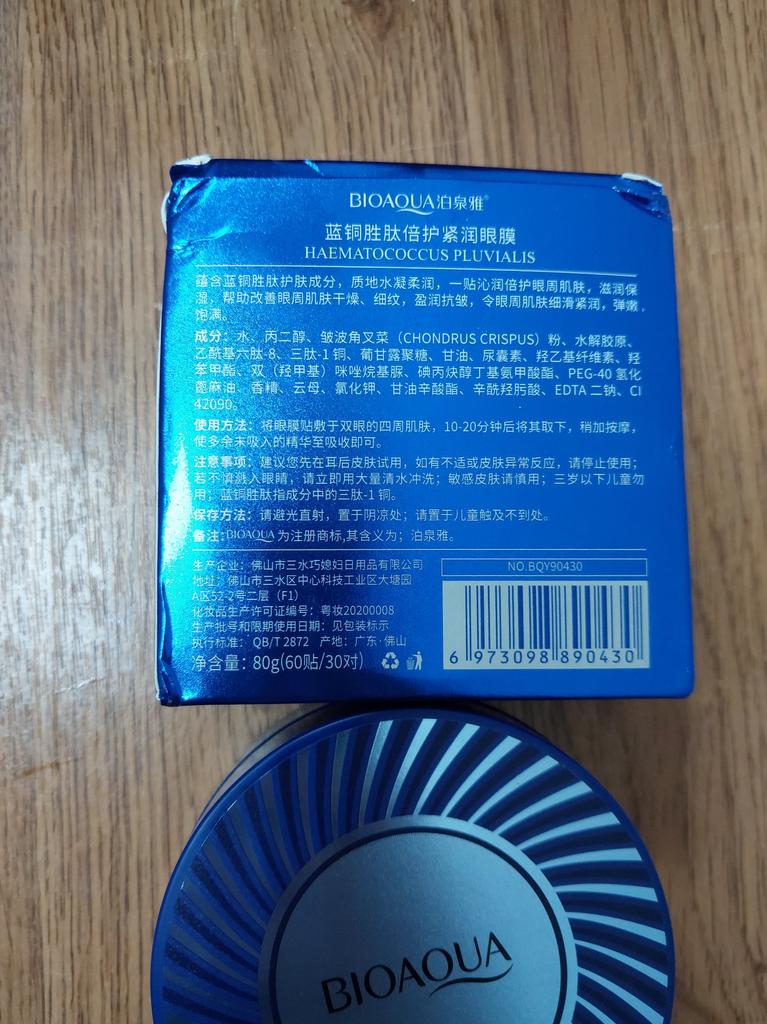 BIOAQUA泊泉雅®
蓝铜胜肽倍护紧润眼膜
HAEMATOCOCCUS PLUVIALIS
蕴含蓝铜胜肽护肤成分，质地水凝柔润，一贴沁润倍护眼周肌肤，滋润保
湿，帮助改善眼周肌肤干燥、细纹，盈润抗皱，令眼周肌肤细滑紧润，弹嫩，
饱满。
成分：水、丙二醇、皱波角叉菜（CHONDRUS CRISPUS）粉、水解胶原、
乙酰基六肽-8、三肽-1 铜、葡甘露聚糖、甘油、尿囊素、羟乙基纤维素、羟
苯甲酯、双（羟甲基）咪唑烷基脲、碘丙炔醇丁基氨甲酸酯、PEG-40 氢化
蓖麻油、香精、云母、氯化钾、甘油辛酸酯、辛酰羟肟酸、EDTA 二钠、CI
42090。
使用方法：将眼膜贴敷于双眼的四周肌肤，10-20分钟后将其取下，稍加按摩，
使多余未吸入的精华至吸收即可。
注意事项：建议您先在耳后皮肤试用，如有不适或皮肤异常反应，请停止使用；
若不慎溅入眼睛，请立即用大量清水冲洗；敏感皮肤请慎用；三岁以下儿童勿
用；蓝铜胜肽指成分中的三肽-1 铜。
保存方法：请避光直射，置于阴凉处；请置于儿童触及不到处。
备注：BIOAQUA 为注册商标,其含义为；泊泉雅。
生产企业：佛山市三水巧媳妇日用品有限公司
地址：佛山市三水区中心科技工业区大塘园
A区52-2号二层（F1）
化妆品生产许可证编号：粤妆20200008
生产批号和限期使用日期：见包装标示
执行标准：QB/T 2872 产地：广东·佛山
净含量：80g(60贴/30对)
NO.BQY90430
6 973098 890430
BIOAQUA